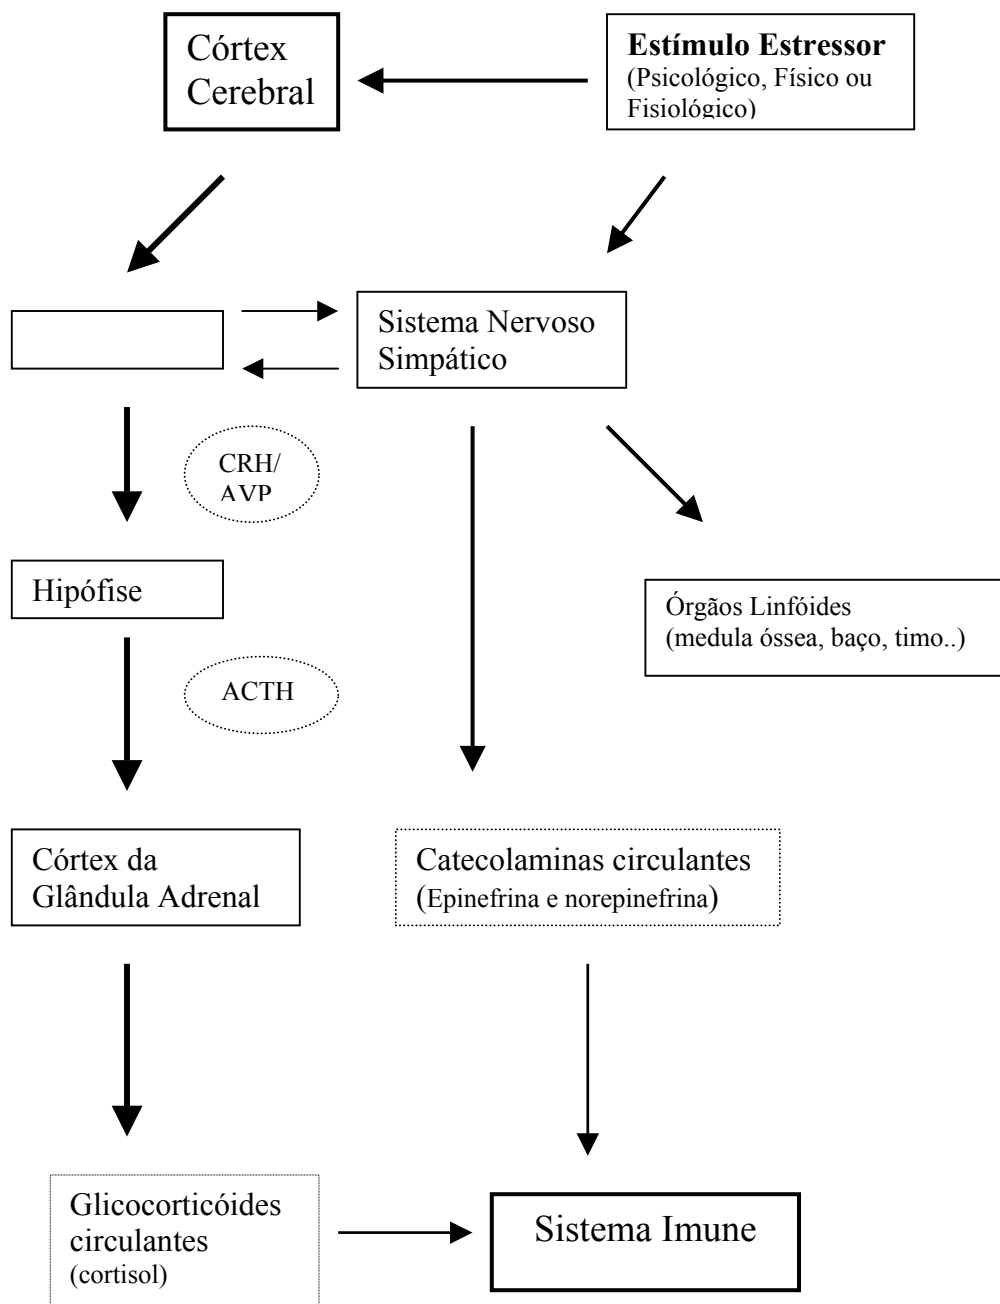 Córtex
Cerebral
Estímulo Estressor
(Psicológico, Físico ou
Fisiológico)
Sistema Nervoso
Simpático
CRH/
AVP
Hipófise
Órgãos Linfóides
(medula óssea, baço, timo..)
ACTH
Córtex da
Glândula Adrenal
Catecolaminas circulantes
(Epinefrina e norepinefrina)
Glicocorticóides
circulantes
(cortisol)
Sistema Imune